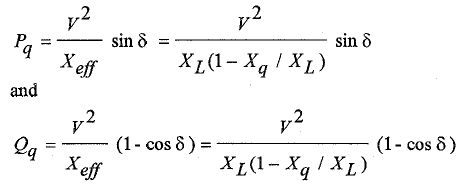 P_q = V^2 / X_eff sin δ = V^2 / X_L(1 − X_q / X_L) sin δ
and
Q_q = V^2 / X_eff (1 - cos δ) = V^2 / X_L(1 − X_q / X_L) (1 - cos δ)